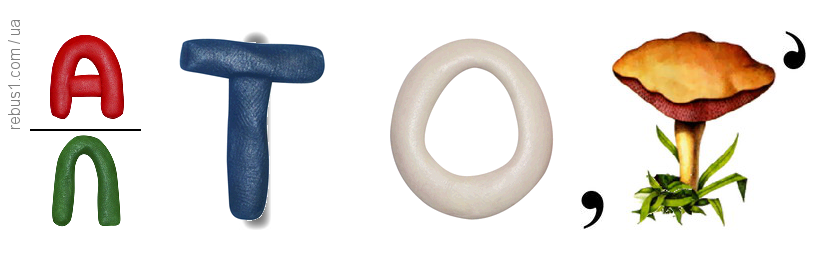 rebus1.com/ua
А
П
Т
О
,
,